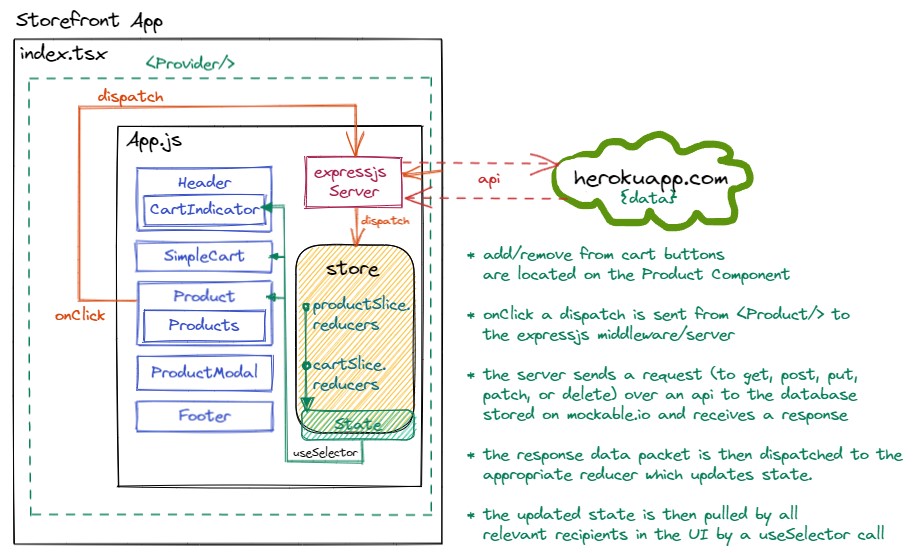 Storefront App
index.tsx
<Provider/>
dispatch
App.js
Header
CartIndicator
SimpleCart
Product
Products
onClick
ProductModal
Footer
expressjs
Server
dispatch
store
productSlice.
reducers
cartSlice.
reducers
State
useSelector
api
herokuapp.com
{data}
* add/remove from cart buttons
are located on the Product Component
* onClick a dispatch is sent from <Product/> to
the expressjs middleware/server
* the server sends a request (to get, post, put,
patch, or delete) over an api to the database
stored on mockable.io and receives a response
* the response data packet is then dispatched to the
appropriate reducer which updates state.
* the updated state is then pulled by all
relevant recipients in the UI by a useSelector call